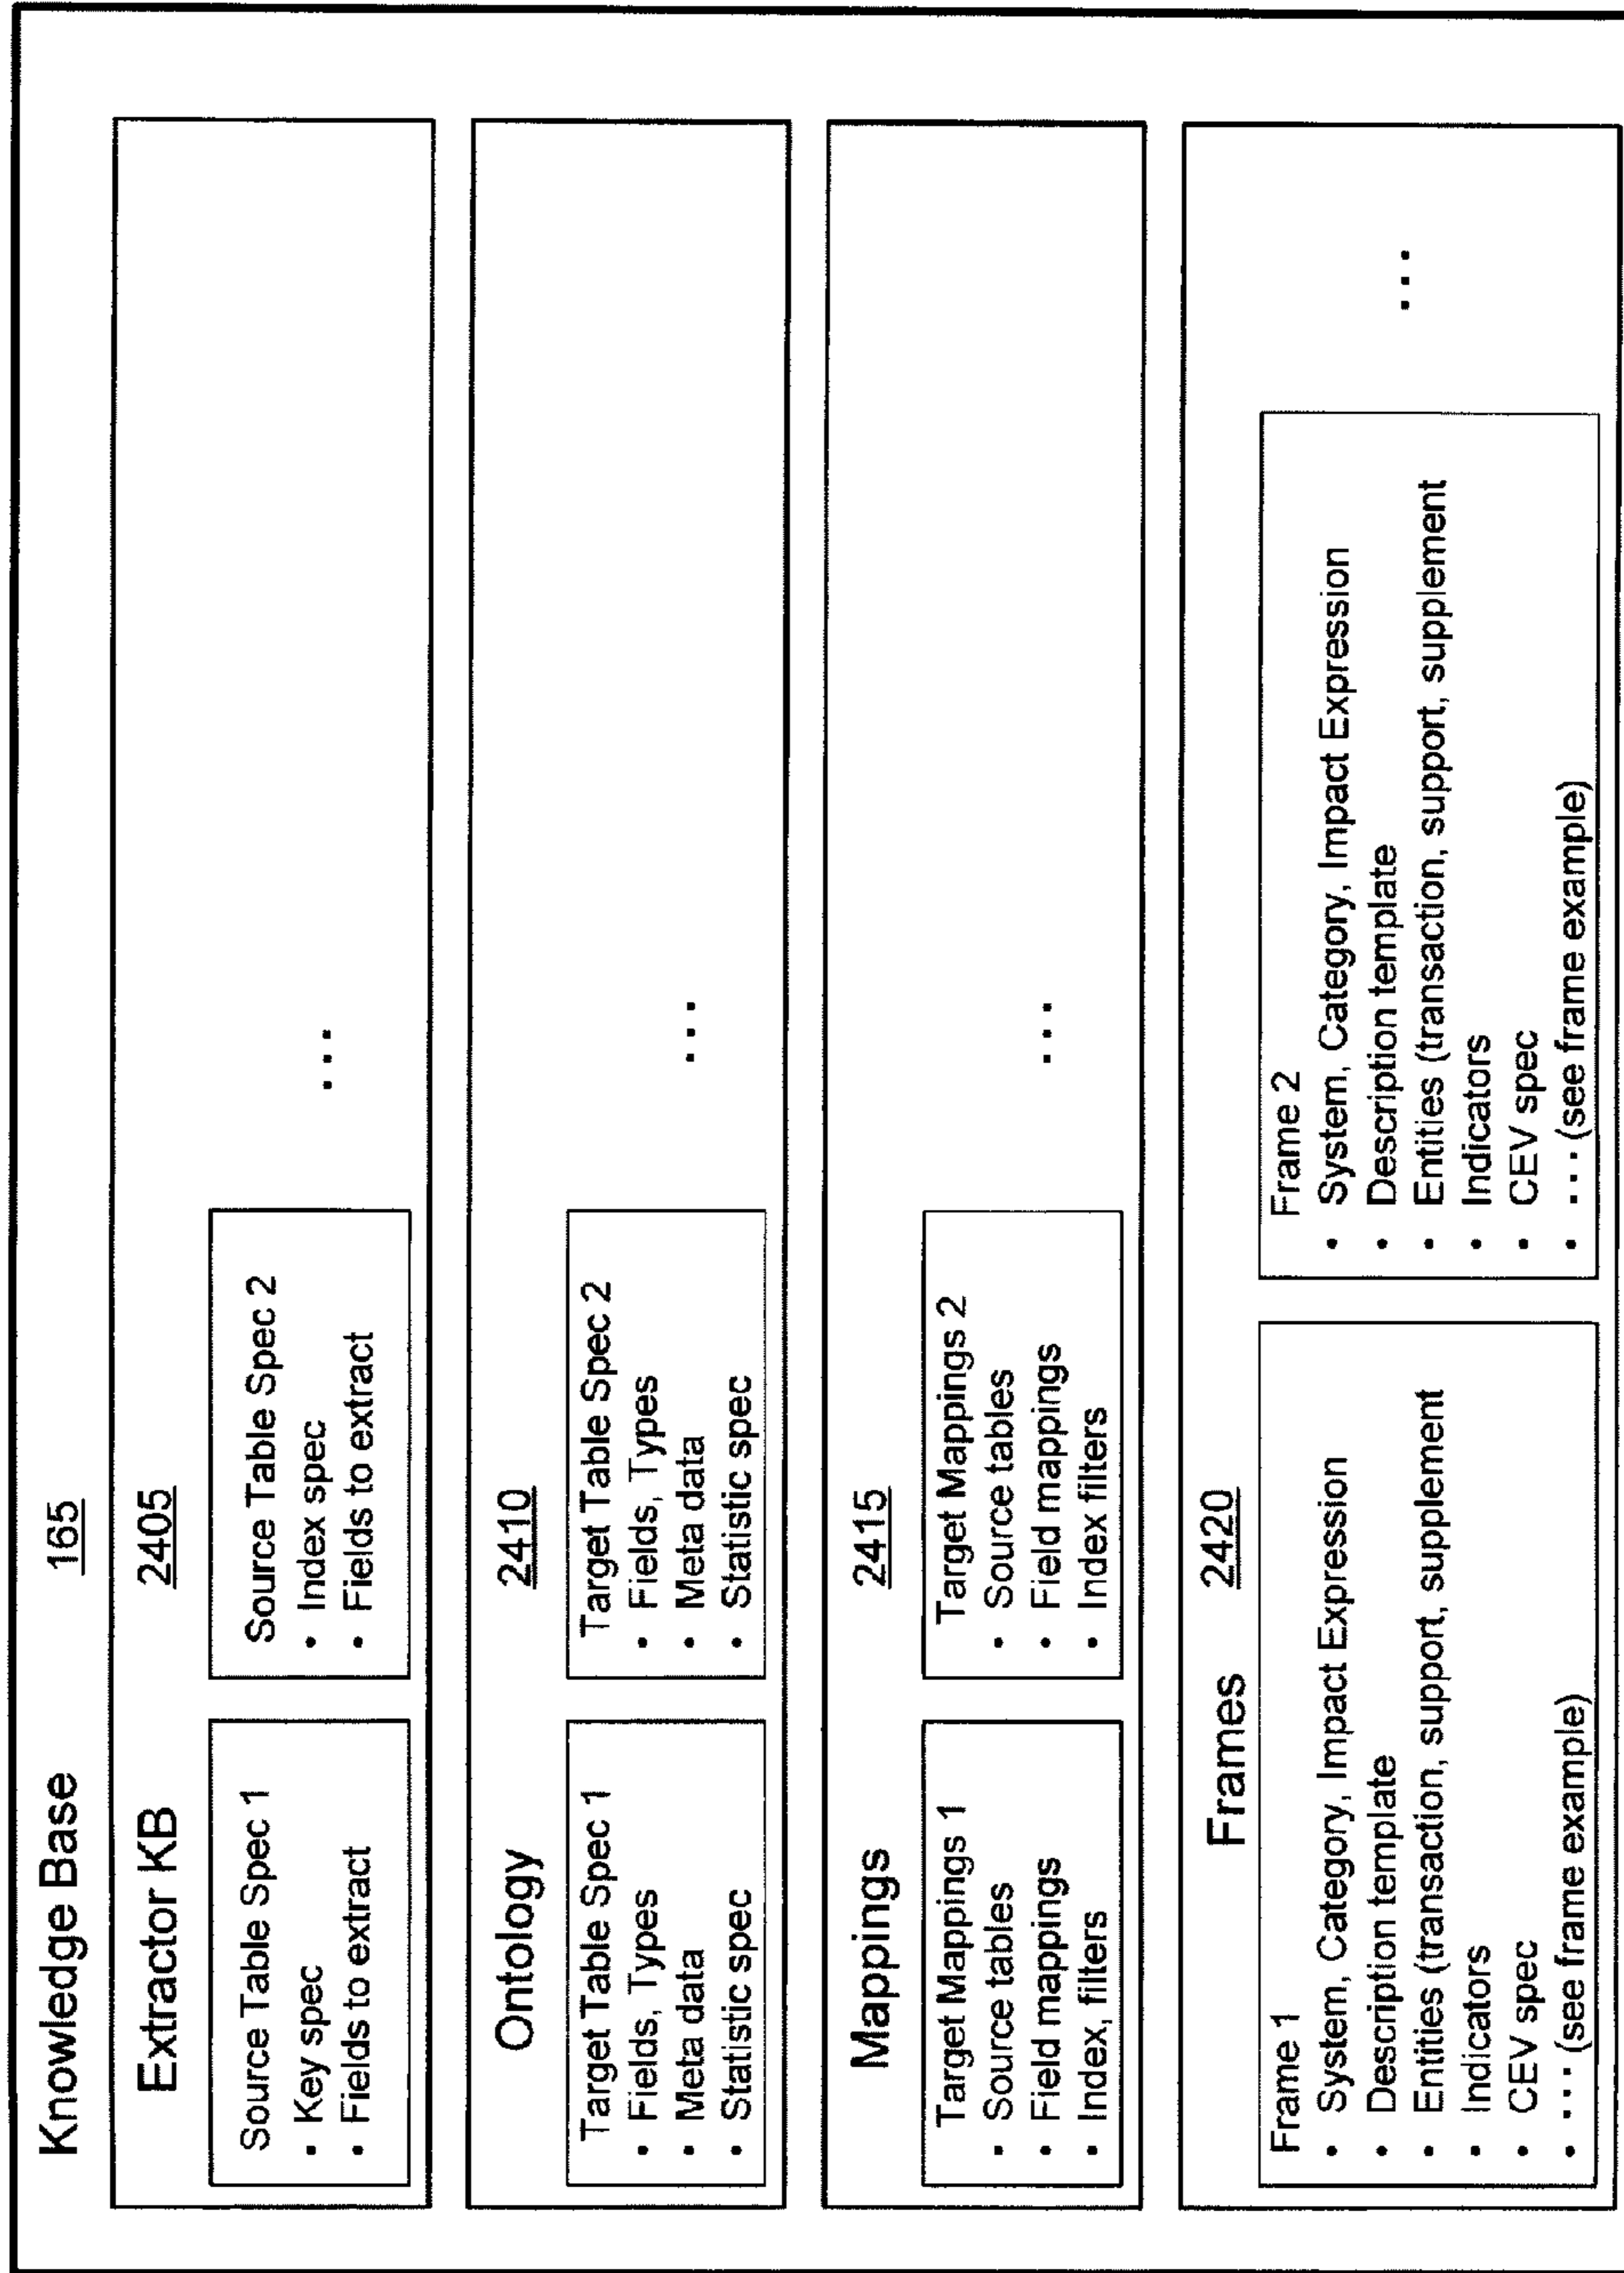 Knowledge Base 165
Extractor KB 2405
Source Table Spec 1
• Key spec
• Fields to extract
Source Table Spec 2
• Index spec
• Fields to extract
...
Ontology 2410
Target Table Spec 1
• Fields, Types
• Meta data
• Statistic spec
Target Table Spec 2
• Fields, Types
• Meta data
• Statistic spec
...
Mappings 2415
Target Mappings 1
• Source tables
• Field mappings
• Index, filters
Target Mappings 2
• Source tables
• Field mappings
• Index filters
...
Frames 2420
Frame 1
• System, Category, Impact Expression
• Description template
• Entities (transaction, support, supplement
• Indicators
• CEV spec
• ... (see frame example)
Frame 2
• System, Category, Impact Expression
• Description template
• Entities (transaction, support, supplement
• Indicators
• CEV spec
• ... (see frame example)
...